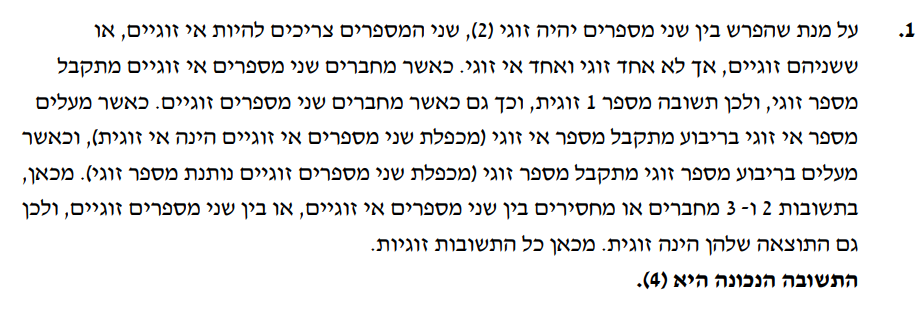 1. על מנת שהפרש בין שני מספרים יהיה זוגי (2), שני המספרים צריכים להיות אי זוגיים, או
ששניהם זוגיים, אך לא אחד זוגי ואחד אי זוגי. כאשר מחברים שני מספרים אי זוגיים מתקבל
מספר זוגי, ולכן תשובה מספר 1 זוגית, וכך גם כאשר מחברים שני מספרים זוגיים. כאשר מעלים
מספר אי זוגי בריבוע מתקבל מספר אי זוגי (מכפלת שני מספרים אי זוגיים הינה אי זוגית), וכאשר
מעלים בריבוע מספר זוגי מתקבל מספר זוגי (מכפלת שני מספרים זוגיים נותנת מספר זוגי). מכאן,
בתשובות 2 ו- 3 מחברים או מחסירים בין שני מספרים אי זוגיים, או בין שני מספרים זוגיים, ולכן
גם התוצאה שלהן הינה זוגית. מכאן כל התשובות זוגיות.
התשובה הנכונה היא (4).